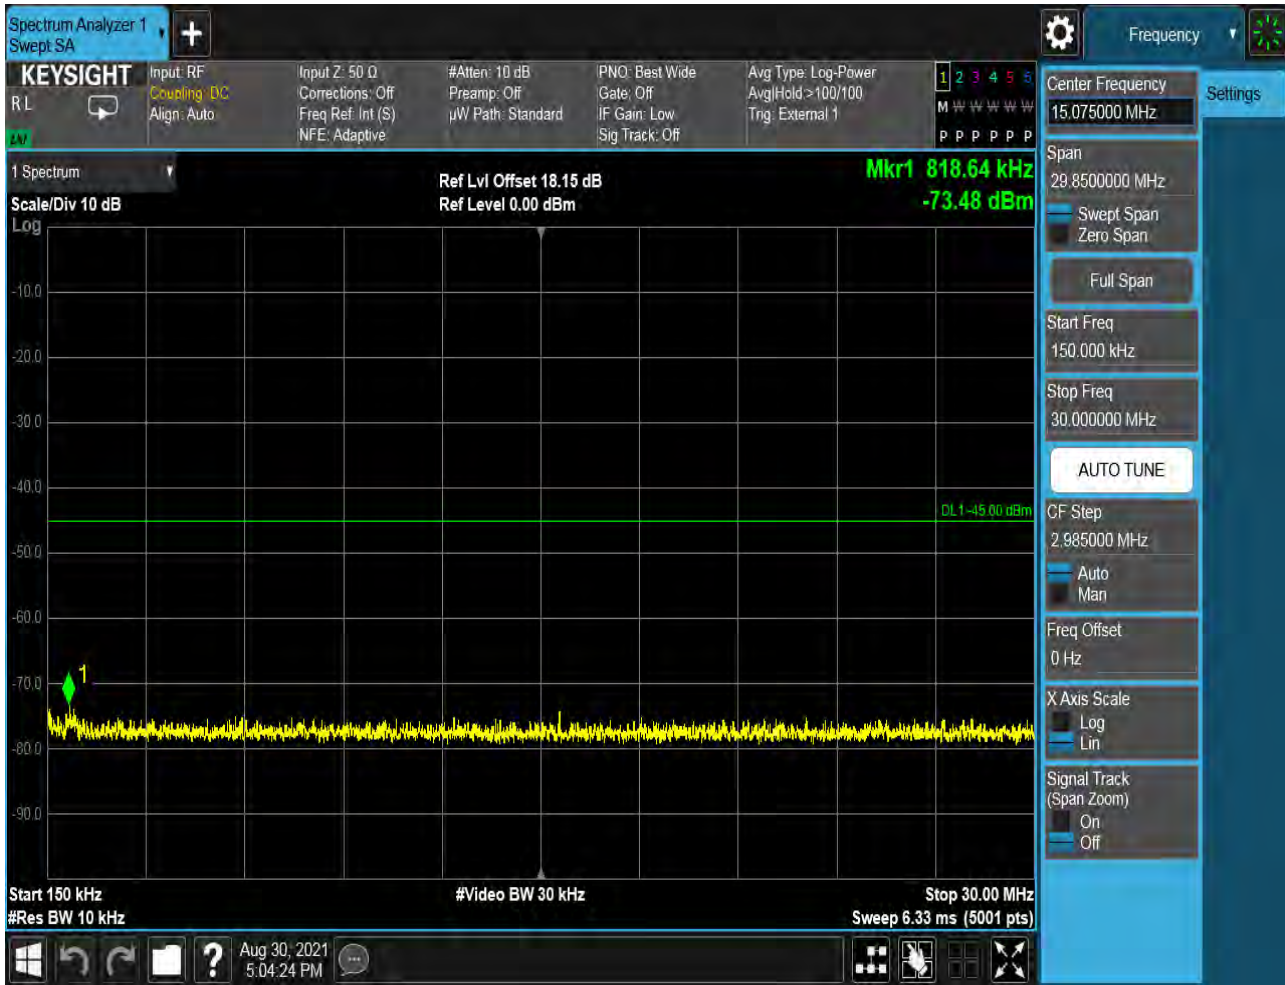 Spectrum Analyzer 1
Swept SA
Frequency
KEYSIGHT
R L
Input: RF
Coupling: DC
Align: Auto
Input Z: 50 Ω
Corrections: Off
Freq Ref: Int (S)
NFE: Adaptive
#Atten: 10 dB
Preamp: Off
µW Path: Standard
PNO: Best Wide
Gate: Off
IF Gain: Low
Sig Track: Off
Avg Type: Log-Power
Avg|Hold:>100/100
Trig: External 1
1 2 3 4 5 6
M W W W W W
P P P P P P
1 Spectrum
Scale/Div 10 dB
Log
Ref Lvl Offset 18.15 dB
Ref Level 0.00 dBm
Mkr1 818.64 kHz
-73.48 dBm
-10.0
-20.0
-30.0
-40.0
DL1 -45.00 dBm
-50.0
-60.0
1
-70.0
-80.0
-90.0
Start 150 kHz
#Res BW 10 kHz
#Video BW 30 kHz
Stop 30.00 MHz
Sweep 6.33 ms (5001 pts)
Center Frequency
15.075000 MHz
Span
29.8500000 MHz
Swept Span
Zero Span
Full Span
Start Freq
150.000 kHz
Stop Freq
30.000000 MHz
AUTO TUNE
CF Step
2.985000 MHz
Auto
Man
Freq Offset
0 Hz
X Axis Scale
Log
Lin
Signal Track
(Span Zoom)
On
Off
Settings
?
Aug 30, 2021
5:04:24 PM